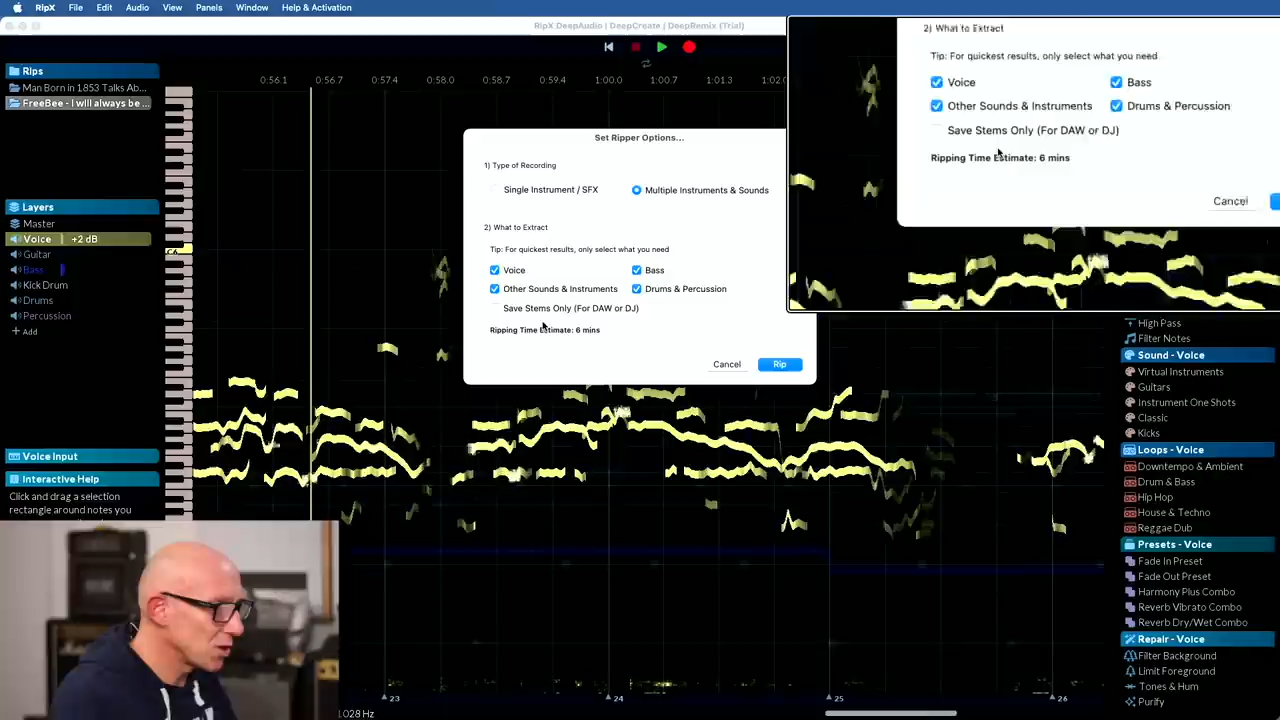 RipX File Edit Audio View Panels Window Help & Activation
RipX DeepAudio | DeepCreate | DeepRemix (Trial)
Rips
Man Born in 1853 Talks Ab...
FreeBee - I will always be ...
0:56.1 0:56.7 0:57.4 0:58.0 0:58.7 0:59.4 1:00.0 1:00.7 1:01.3 1:02.
2) What to Extract
Tip: For quickest results, only select what you need
Voice Bass
Other Sounds & Instruments Drums & Percussion
Save Stems Only (For DAW or DJ)
Ripping Time Estimate: 6 mins
Cancel
Set Ripper Options...
1) Type of Recording
Single Instrument / SFX Multiple Instruments & Sounds
2) What to Extract
Tip: For quickest results, only select what you need
Voice Bass
Other Sounds & Instruments Drums & Percussion
Save Stems Only (For DAW or DJ)
Ripping Time Estimate: 6 mins
Cancel Rip
Layers
Master
Voice +2 dB
Guitar
Bass
Kick Drum
Drums
Percussion
+ Add
C6
Voice Input
Interactive Help
Click and drag a selection
rectangle around notes you
High Pass
Filter Notes
Sound - Voice
Virtual Instruments
Guitars
Instrument One Shots
Classic
Kicks
Loops - Voice
Downtempo & Ambient
Drum & Bass
Hip Hop
House & Techno
Reggae Dub
Presets - Voice
Fade In Preset
Fade Out Preset
Harmony Plus Combo
Reverb Vibrato Combo
Reverb Dry/Wet Combo
Repair - Voice
Filter Background
Limit Foreground
Tones & Hum
Purify
23 24 25 26
1028 Hz